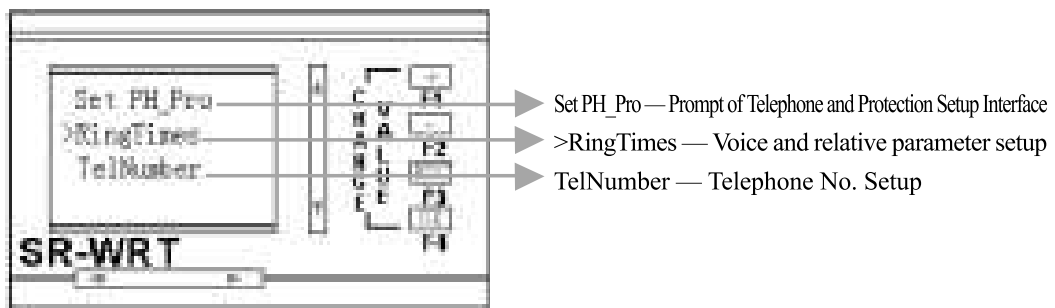 Set PH_Pro
>RingTimes
TelNumber
CHANGE
VALUE
+
F1
-
F2
F3
F4
SR-WRT
Set PH_Pro — Prompt of Telephone and Protection Setup Interface
>RingTimes — Voice and relative parameter setup
TelNumber — Telephone No. Setup